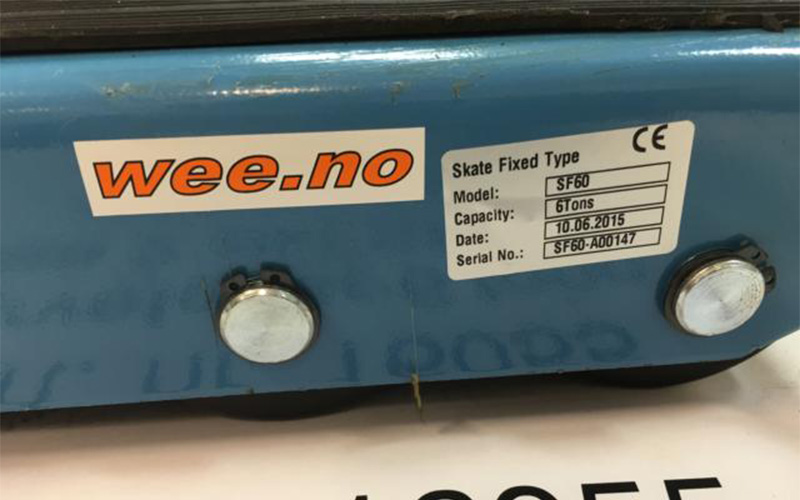 wee.no
CE
Skate Fixed Type
Model: SF60
Capacity: 6Tons
Date: 10.06.2015
Serial No.: SF60-A00147